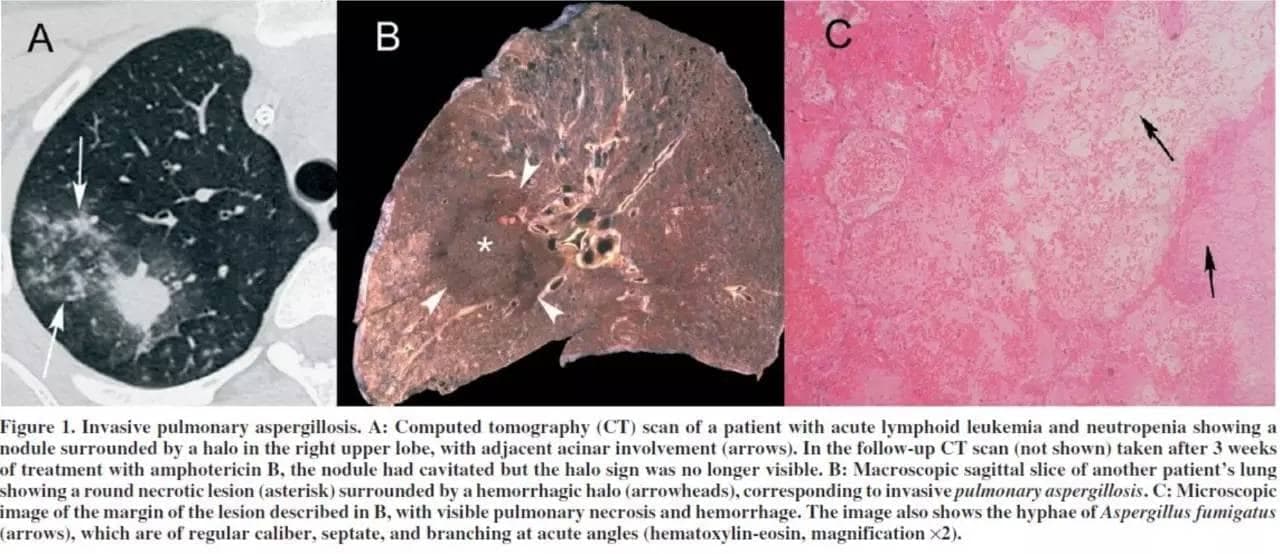 A
B
C
Figure 1. Invasive pulmonary aspergillosis. A: Computed tomography (CT) scan of a patient with acute lymphoid leukemia and neutropenia showing a
nodule surrounded by a halo in the right upper lobe, with adjacent acinar involvement (arrows). In the follow-up CT scan (not shown) taken after 3 weeks
of treatment with amphotericin B, the nodule had cavitated but the halo sign was no longer visible. B: Macroscopic sagittal slice of another patient's lung
showing a round necrotic lesion (asterisk) surrounded by a hemorrhagic halo (arrowheads), corresponding to invasive pulmonary aspergillosis. C: Microscopic
image of the margin of the lesion described in B, with visible pulmonary necrosis and hemorrhage. The image also shows the hyphae of Aspergillus fumigatus
(arrows), which are of regular caliber, septate, and branching at acute angles (hematoxylin-eosin, magnification ×2).